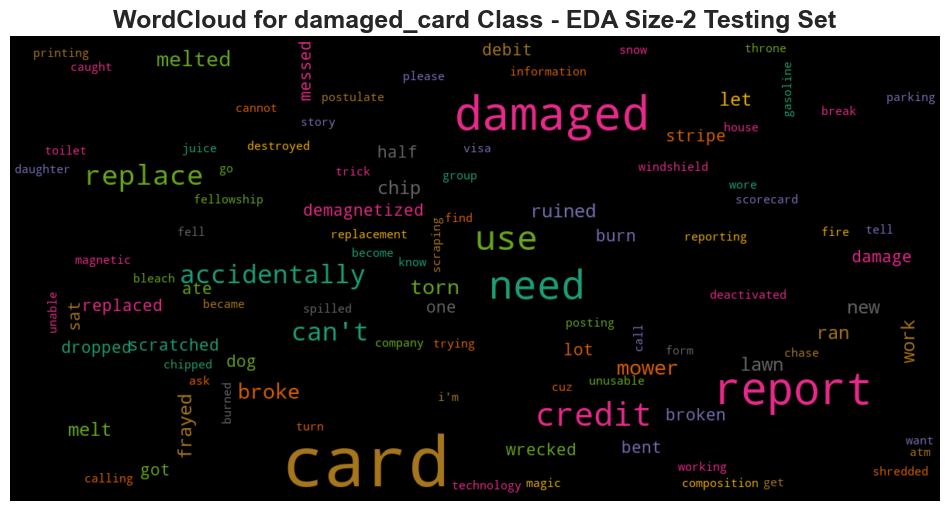 WordCloud for damaged_card Class - EDA Size-2 Testing Set
printing
caught
melted
messed
please
debit
information
snow
throne
gasoline
parking
cannot
postulate
story
damaged
let
break
stripe
house
toilet
juice
destroyed
half
visa
daughter
replace
go
trick
chip
group
windshield
wore
scorecard
fellowship
demagnetized
find
ruined
fell
replacement
scraping
use
burn
reporting
fire
tell
magnetic
become
know
damage
bleach
accidentally
ate
torn
need
deactivated
unable
sat
replaced
became
spilled
one
new
can't
posting
call
ran
work
dropped
scratched
company
trying
lot
form
chase
chipped
dog
mower
lawn
ask
burned
broke
i'm
cuz
unusable
report
frayed
credit
broken
melt
turn
card
wrecked
bent
want
atm
got
calling
technology
magic
working
composition
get
shredded